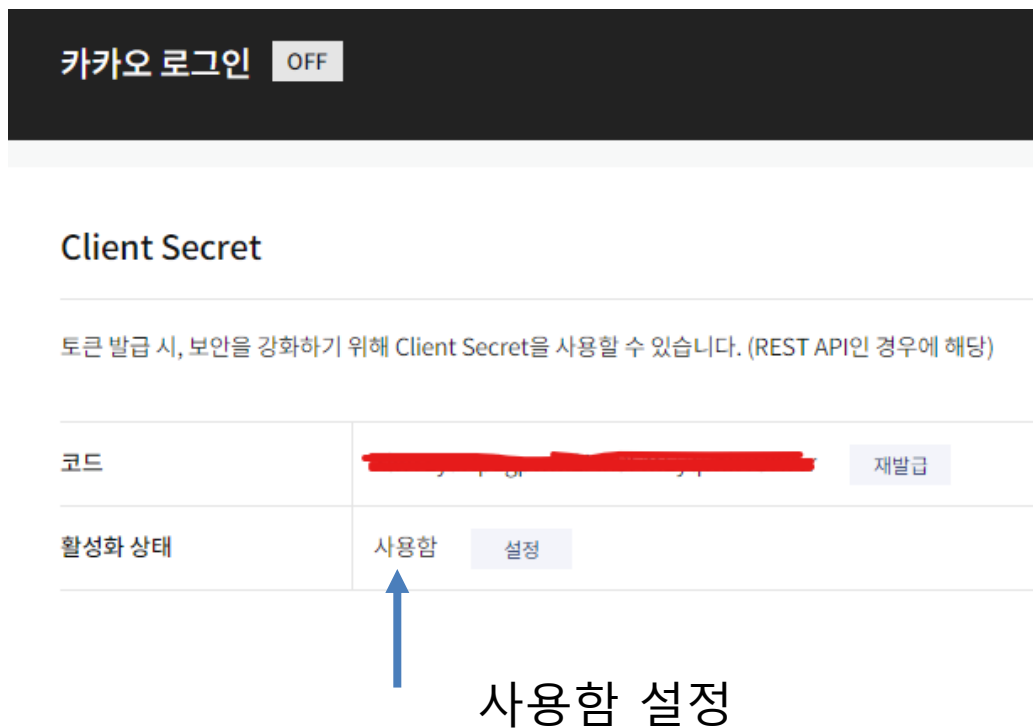 카카오 로그인 OFF
Client Secret
토큰 발급 시, 보안을 강화하기 위해 Client Secret을 사용할 수 있습니다. (REST API인 경우에 해당)
코드 재발급
활성화 상태 사용함 설정
사용함 설정